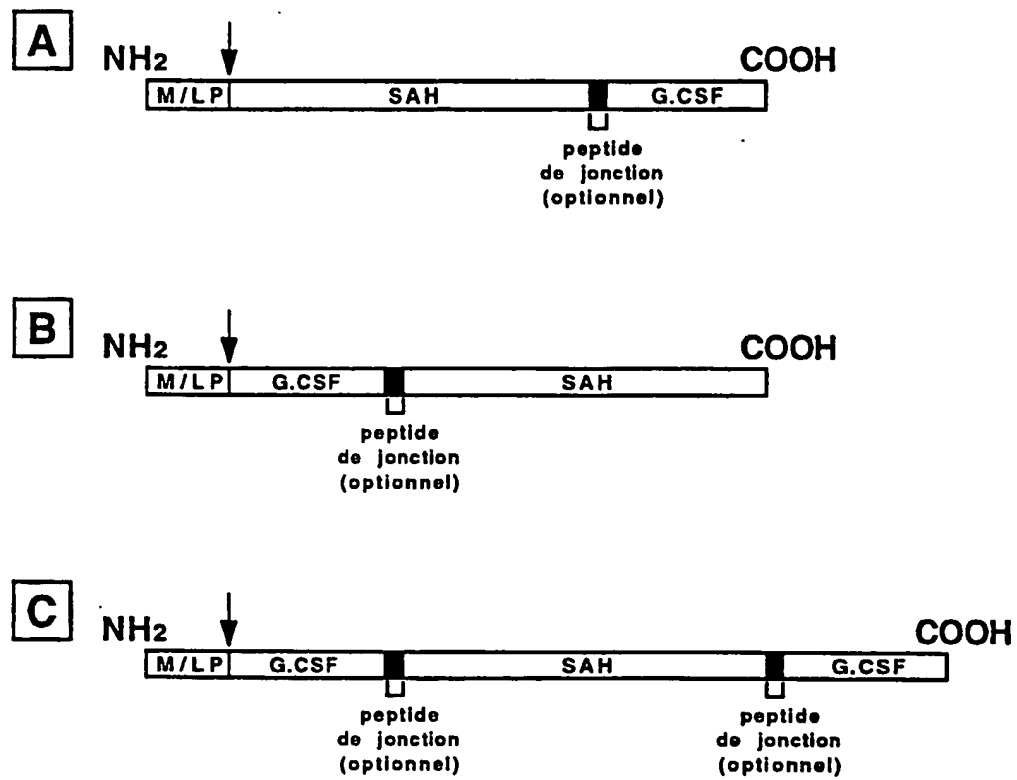 A
NH2
COOH
M/LP
SAH
G.CSF
peptide
de jonction
(optionnel)
B
NH2
COOH
M/LP
G.CSF
SAH
peptide
de jonction
(optionnel)
C
NH2
COOH
M/LP
G.CSF
SAH
G.CSF
peptide
de jonction
(optionnel)
peptide
de jonction
(optionnel)